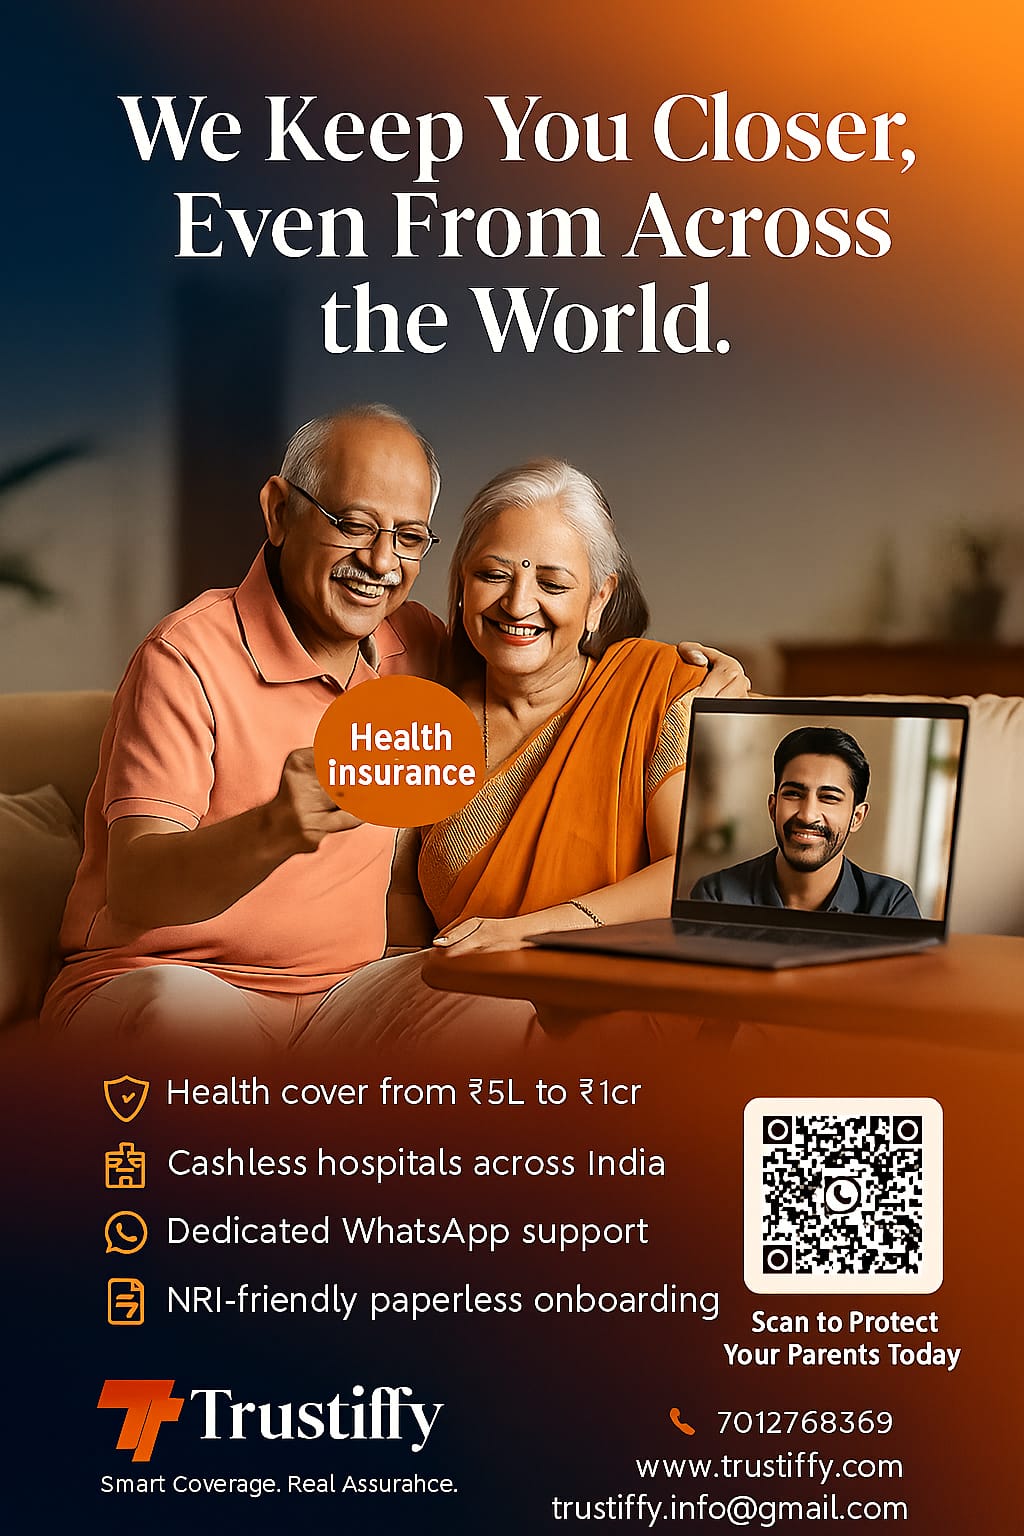 We Keep You Closer,
Even From Across
the World.
Health
insurance
Health cover from ₹5L to ₹1cr
Cashless hospitals across India
Dedicated WhatsApp support
NRI-friendly paperless onboarding
Scan to Protect
Your Parents Today
Trustiffy
Smart Coverage. Real Assurahce.
7012768369
www.trustiffy.com
trustiffy.info@gmail.com